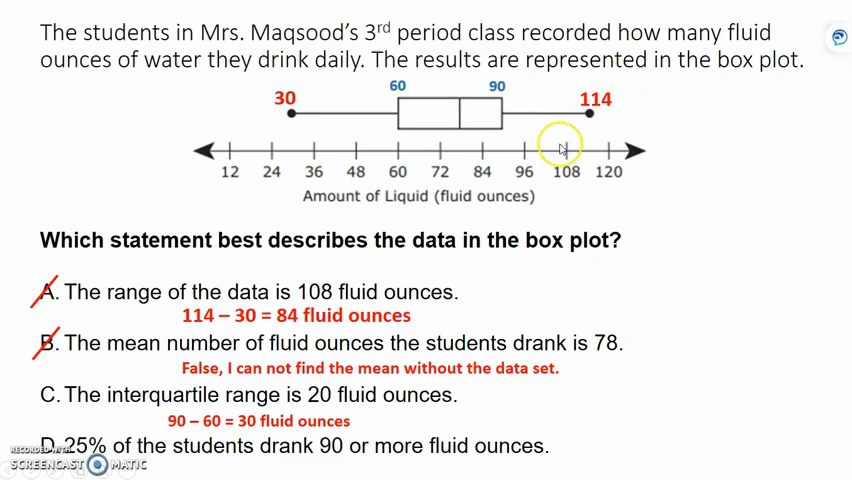 The students in Mrs. Maqsood's 3rd period class recorded how many fluid
ounces of water they drink daily. The results are represented in the box plot.
60 90
30 114
12 24 36 48 60 72 84 96 108 120
Amount of Liquid (fluid ounces)
Which statement best describes the data in the box plot?
A. The range of the data is 108 fluid ounces.
114 – 30 = 84 fluid ounces
B. The mean number of fluid ounces the students drank is 78.
False, I can not find the mean without the data set.
C. The interquartile range is 20 fluid ounces.
90 – 60 = 30 fluid ounces
D. 25% of the students drank 90 or more fluid ounces.
RECORDED WITH
SCREENCAST MATIC